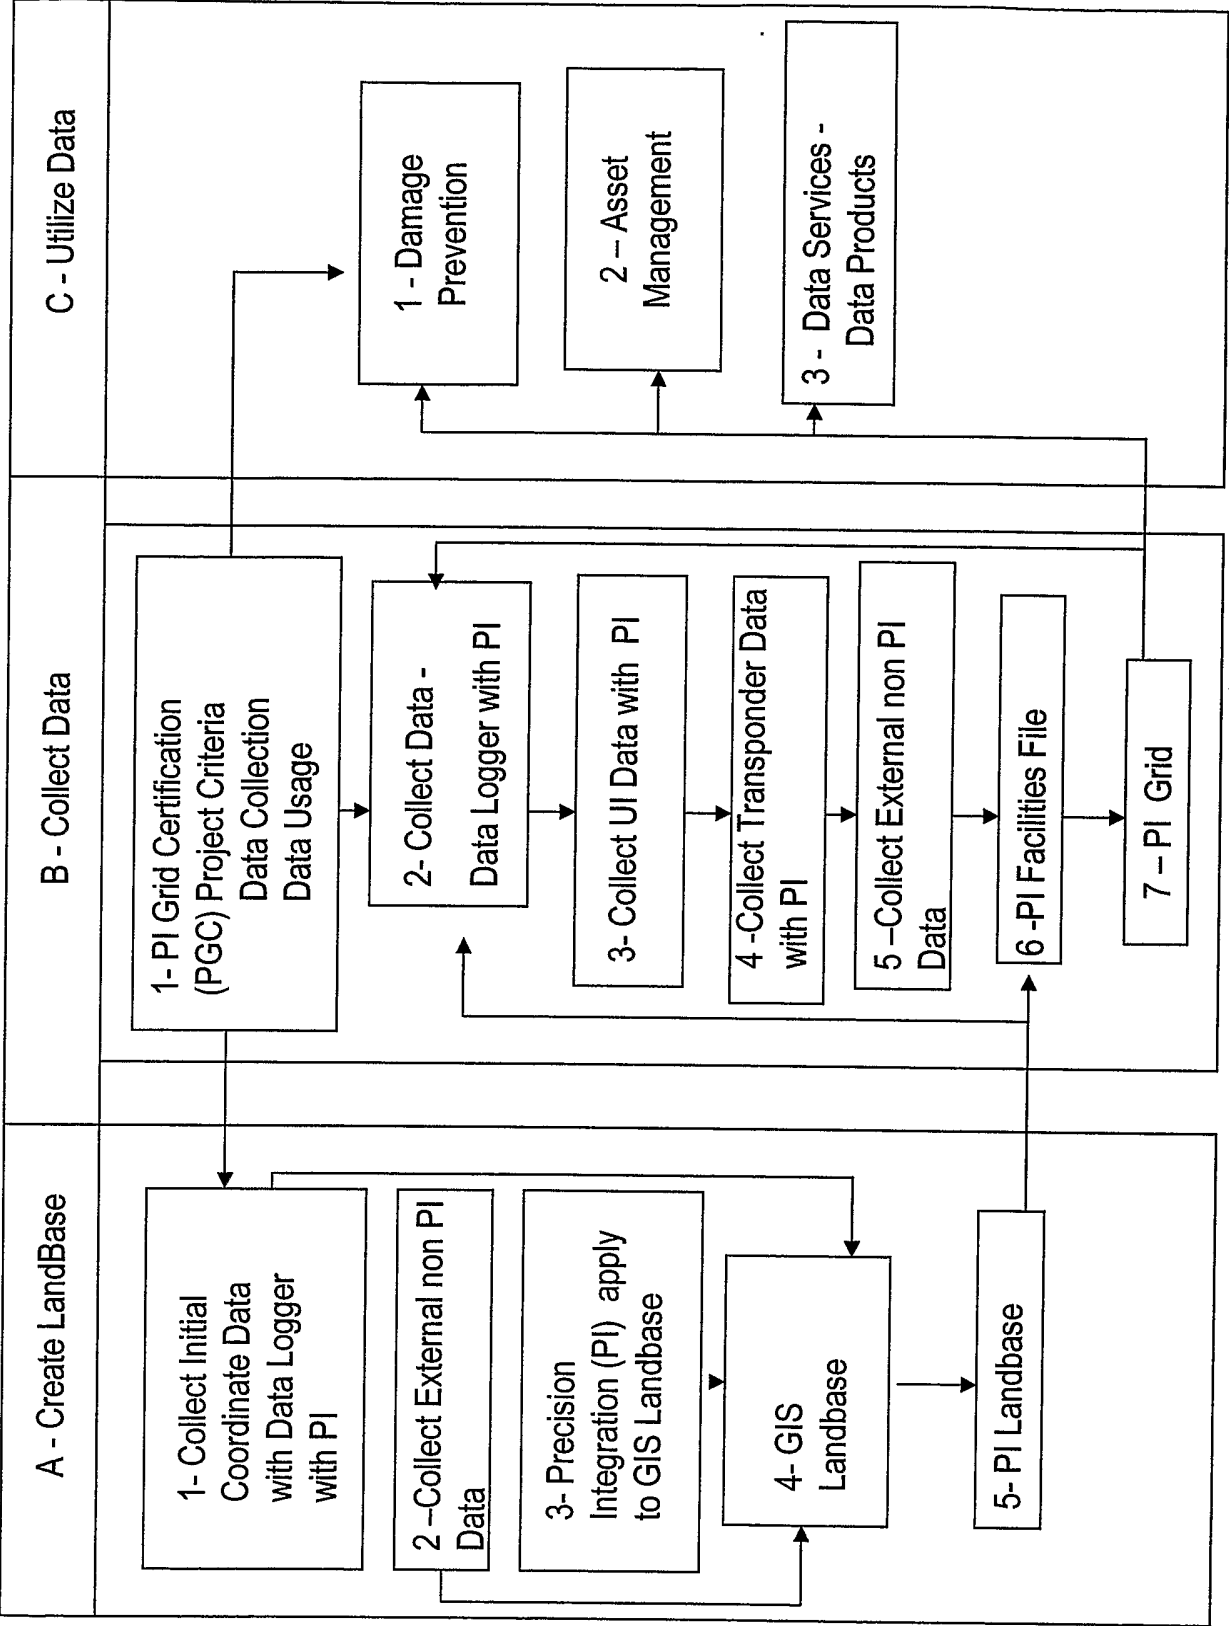 A - Create LandBase
1- Collect Initial
Coordinate Data
with Data Logger
with PI
2 –Collect External non PI
Data
3- Precision
Integration (PI) apply
to GIS Landbase
4- GIS
Landbase
5- PI Landbase
B - Collect Data
1- PI Grid Certification
(PGC) Project Criteria
Data Collection
Data Usage
2- Collect Data -
Data Logger with PI
3- Collect UI Data with PI
4 -Collect Transponder Data
with PI
5 –Collect External non PI
Data
6 -PI Facilities File
7 – PI Grid
C - Utilize Data
1 - Damage
Prevention
2 – Asset
Management
3 - Data Services -
Data Products